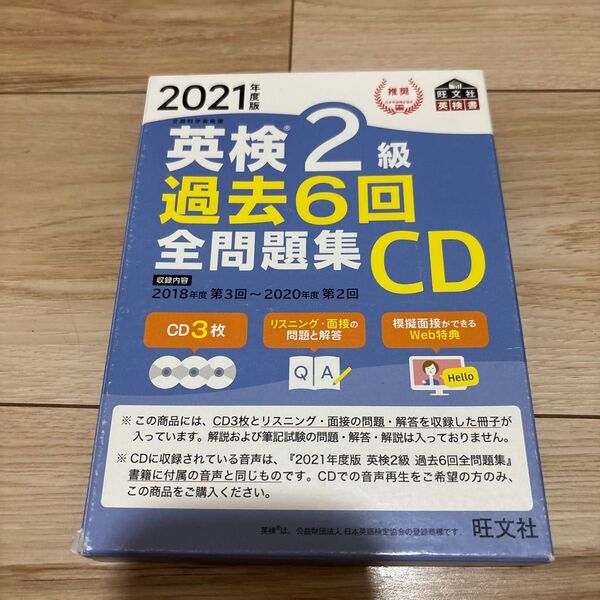 2021年度版
文部科学省後援
推奨
日本英語検定協会
旺文社
英検書
英検®2級
過去6回
全問題集
CD
収録内容
2018年度 第3回～2020年度 第2回
CD3枚
リスニング・面接の
問題と解答
Q A
模擬面接ができる
Web特典
Hello
※ この商品には、CD3枚とリスニング・面接の問題・解答を収録した冊子が
入っています。解説および筆記試験の問題・解答・解説は入っておりません。
※ CDに収録されている音声は、『2021年度版 英検2級 過去6回全問題集』
書籍に付属の音声と同じものです。CDでの音声再生をご希望の方のみ、
この商品をご購入ください。
英検®は、公益財団法人 日本英語検定協会の登録商標です。
旺文社